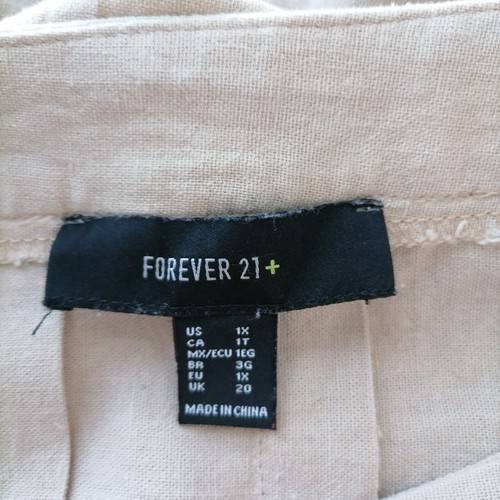 FOREVER 21+
US 1X
CA 1T
MX/ECU 1EG
BR 3G
EU 1X
UK 20
MADE IN CHINA